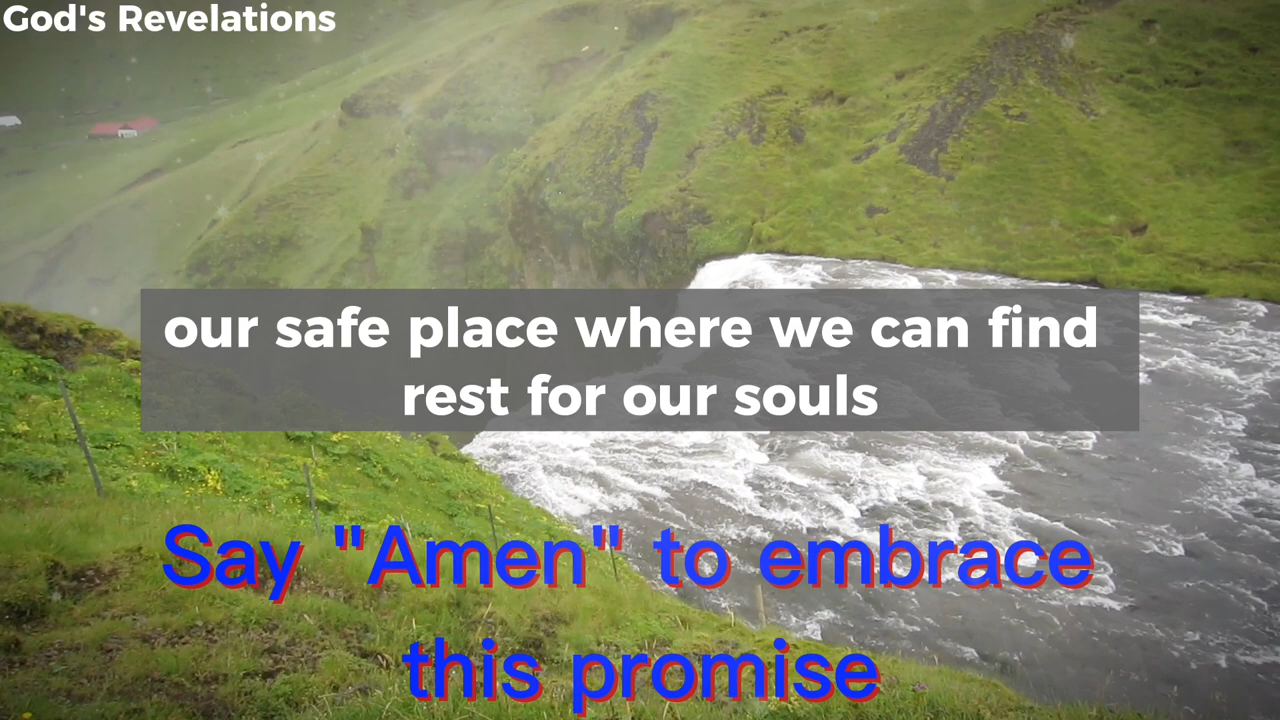 God's Revelations
our safe place where we can find
rest for our souls
Say "Amen" to embrace
this promise